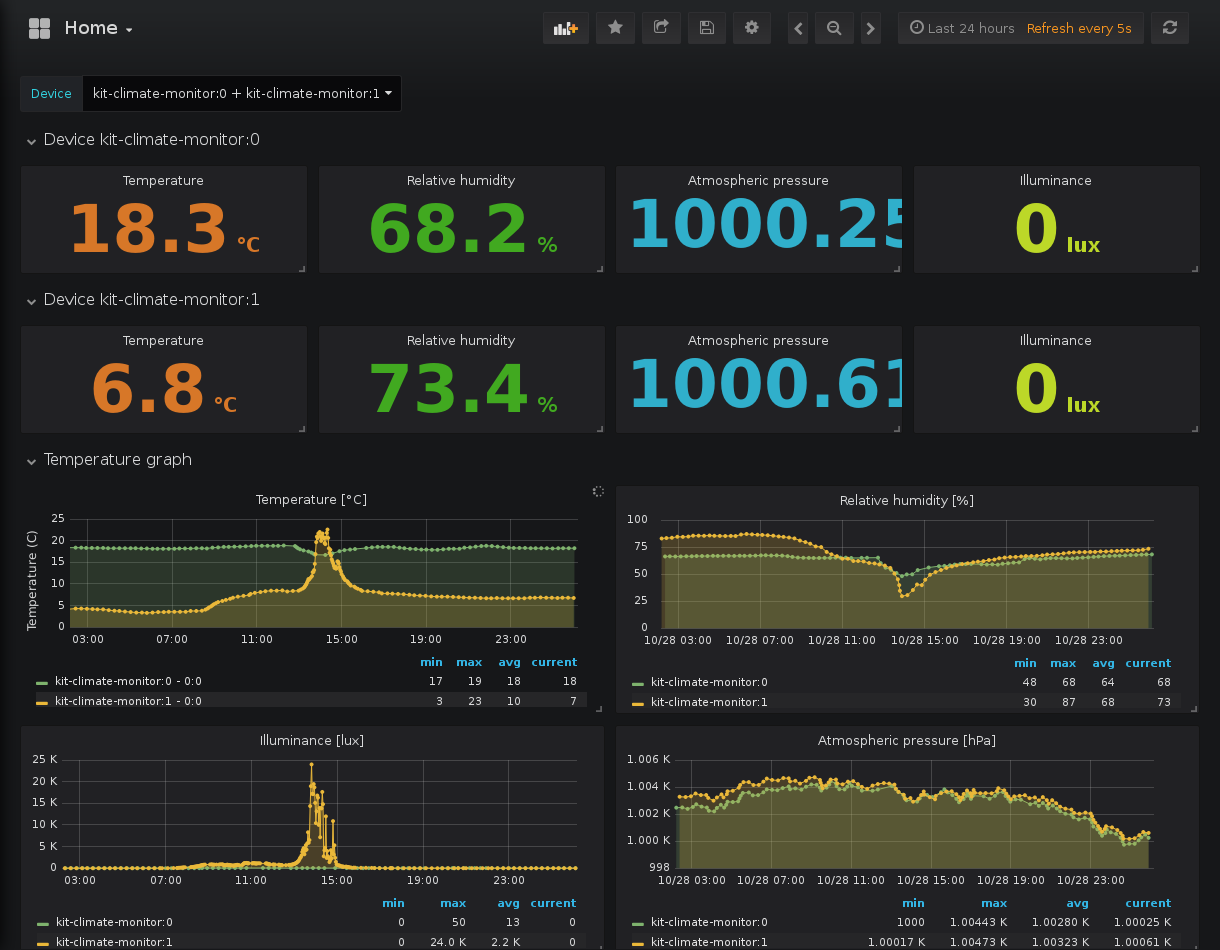 Home
Last 24 hours Refresh every 5s
Device kit-climate-monitor:0 + kit-climate-monitor:1
Device kit-climate-monitor:0
Temperature Relative humidity Atmospheric pressure Illuminance
18.3 °C 68.2 % 1000.25 0 lux
Device kit-climate-monitor:1
Temperature Relative humidity Atmospheric pressure Illuminance
6.8 °C 73.4 % 1000.61 0 lux
Temperature graph
Temperature [°C]
Temperature (C)
25
20
15
10
5
0
03:00 07:00 11:00 15:00 19:00 23:00
min max avg current
kit-climate-monitor:0 - 0:0 17 19 18 18
kit-climate-monitor:1 - 0:0 3 23 10 7
Relative humidity [%]
100
75
50
25
0
10/28 03:00 10/28 07:00 10/28 11:00 10/28 15:00 10/28 19:00 10/28 23:00
min max avg current
kit-climate-monitor:0 48 68 64 68
kit-climate-monitor:1 30 87 68 73
Illuminance [lux]
25 K
20 K
15 K
10 K
5 K
0
03:00 07:00 11:00 15:00 19:00 23:00
min max avg current
kit-climate-monitor:0 0 50 13 0
kit-climate-monitor:1 0 24.0 K 2.2 K 0
Atmospheric pressure [hPa]
1.006 K
1.004 K
1.002 K
1.000 K
998
10/28 03:00 10/28 07:00 10/28 11:00 10/28 15:00 10/28 19:00 10/28 23:00
min max avg current
kit-climate-monitor:0 1000 1.00443 K 1.00280 K 1.00025 K
kit-climate-monitor:1 1.00017 K 1.00473 K 1.00323 K 1.00061 K